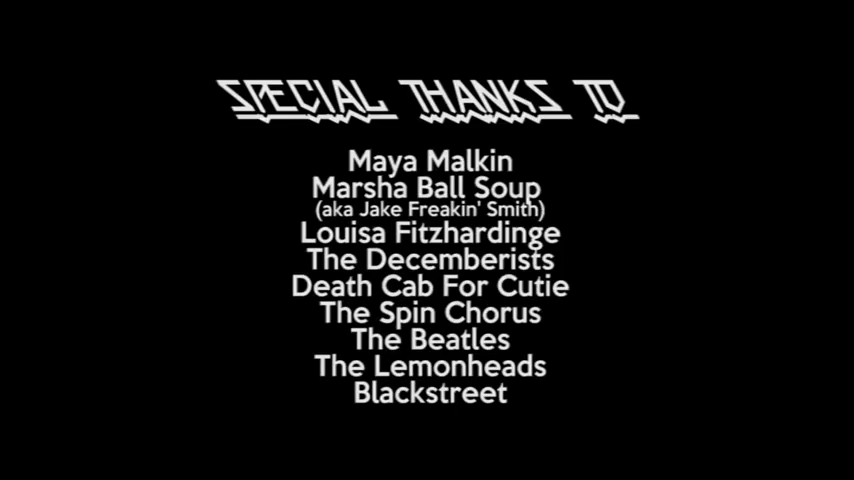 SPECIAL THANKS TO
Maya Malkin
Marsha Ball Soup
(aka Jake Freakin' Smith)
Louisa Fitzhardinge
The Decemberists
Death Cab For Cutie
The Spin Chorus
The Beatles
The Lemonheads
Blackstreet